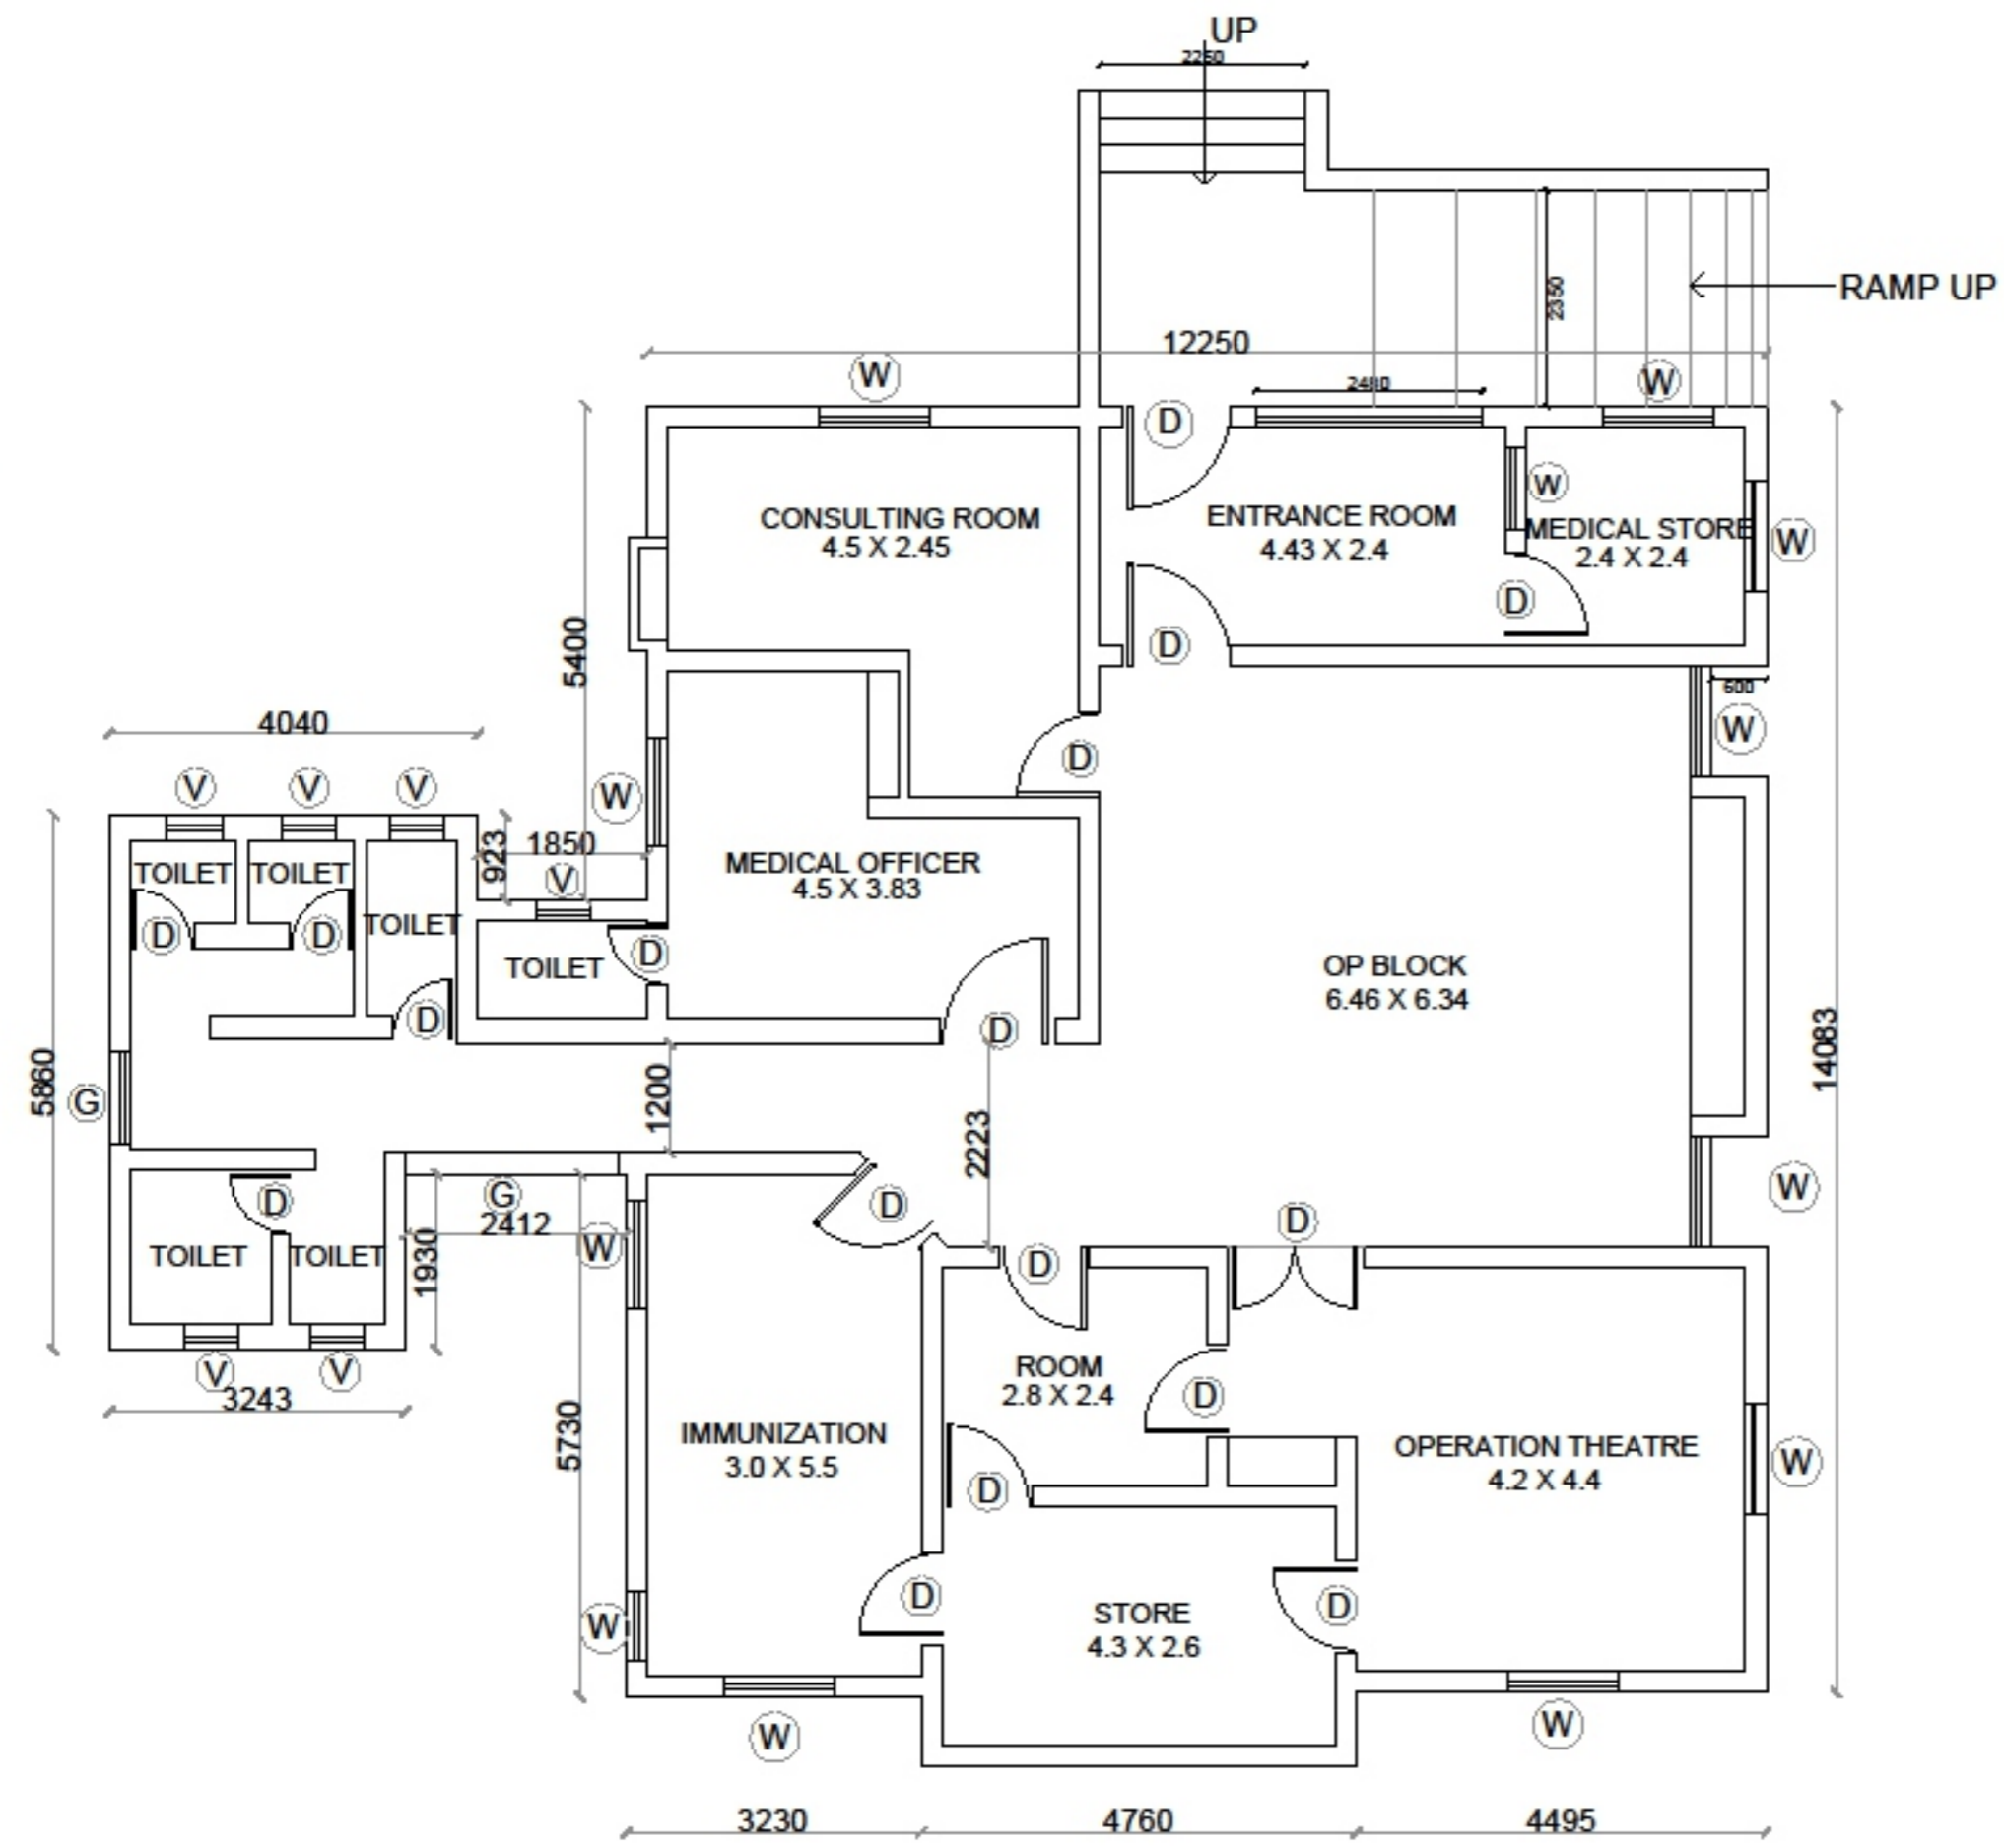 UP
2250
RAMP UP
2350
12250
W
2480
W
D
CONSULTING ROOM
4.5 X 2.45
ENTRANCE ROOM
4.43 X 2.4
W
MEDICAL STORE
2.4 X 2.4
W
D
D
5400
600
W
D
4040
V
V
V
W
923
1850
V
TOILET
TOILET
TOILET
D
D
D
TOILET
D
MEDICAL OFFICER
4.5 X 3.83
OP BLOCK
6.46 X 6.34
D
14083
5860
G
1200
2223
G
2412
W
D
W
D
TOILET
TOILET
1930
D
D
V
V
3243
ROOM
2.8 X 2.4
D
5730
IMMUNIZATION
3.0 X 5.5
OPERATION THEATRE
4.2 X 4.4
W
D
D
D
W
STORE
4.3 X 2.6
W
W
3230
4760
4495